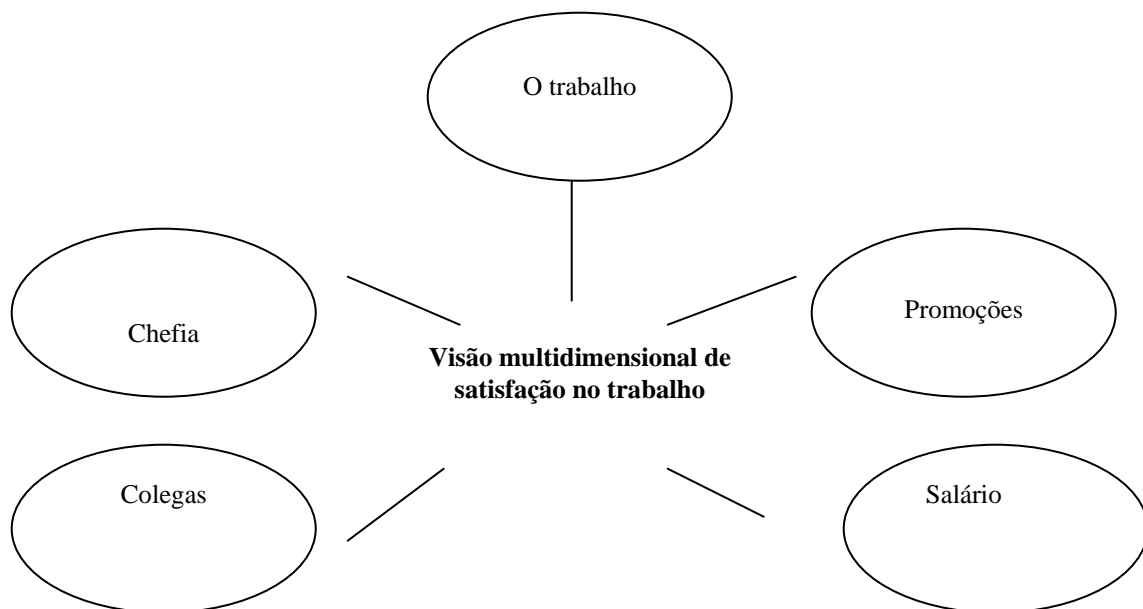 O trabalho
Chefia
Promoções
Visão multidimensional de
satisfação no trabalho
Colegas
Salário